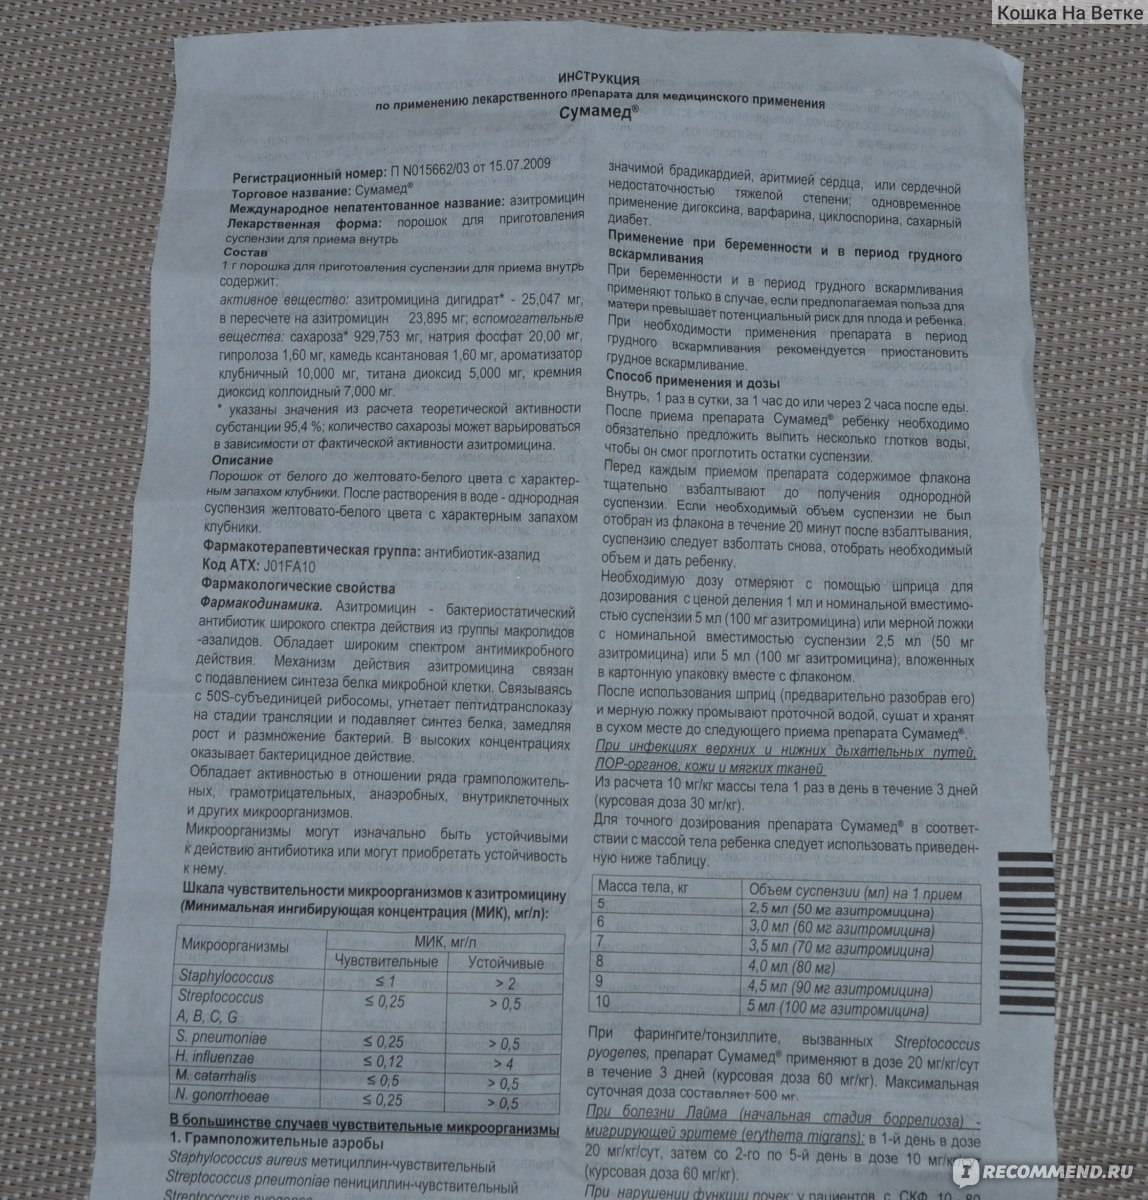 Кошка На Ветке
ИНСТРУКЦИЯ
по применению лекарственного препарата для медицинского применения
Сумамед®
Регистрационный номер: П N015662/03 от 15.07.2009
Торговое название: Сумамед®
Международное непатентованное название: азитромицин
Лекарственная форма: порошок для приготовления
суспензии для приема внутрь
Состав
1 г порошка для приготовления суспензии для приема внутрь
содержит:
активное вещество: азитромицина дигидрат* - 25,047 мг,
в пересчете на азитромицин 23,895 мг; вспомогательные
вещества: сахароза* 929,753 мг, натрия фосфат 20,00 мг,
гипролоза 1,60 мг, камедь ксантановая 1,60 мг, ароматизатор
клубничный 10,000 мг, титана диоксид 5,000 мг, кремния
диоксид коллоидный 7,000 мг.
* указаны значения из расчета теоретической активности
субстанции 95,4 %; количество сахарозы может варьироваться
в зависимости от фактической активности азитромицина.
Описание
Порошок от белого до желтовато-белого цвета с характер-
ным запахом клубники. После растворения в воде - однородная
суспензия желтовато-белого цвета с характерным запахом
клубники.
Фармакотерапевтическая группа: антибиотик-азалид
Код АТХ: J01FA10
Фармакологические свойства
Фармакодинамика. Азитромицин - бактериостатический
антибиотик широкого спектра действия из группы макролидов
-азалидов. Обладает широким спектром антимикробного
действия. Механизм действия азитромицина связан
с подавлением синтеза белка микробной клетки. Связываясь
с 50S-субъединицей рибосомы, угнетает пептидтранслоказу
на стадии трансляции и подавляет синтез белка, замедляя
рост и размножение бактерий. В высоких концентрациях
оказывает бактерицидное действие.
Обладает активностью в отношении ряда грамположитель-
ных, грамотрицательных, анаэробных, внутриклеточных
и других микроорганизмов.
Микроорганизмы могут изначально быть устойчивыми
к действию антибиотика или могут приобретать устойчивость
к нему.
Шкала чувствительности микроорганизмов к азитромицину
(Минимальная ингибирующая концентрация (МИК), мг/л):
Микроорганизмы МИК, мг/л
Чувствительные Устойчивые
Staphylococcus ≤ 1 > 2
Streptococcus ≤ 0,25 > 0,5
A, B, C, G
S. pneumoniae ≤ 0,25 > 0,5
H. influenzae ≤ 0,12 > 4
M. catarrhalis ≤ 0,5 > 0,5
N. gonorrhoeae ≤ 0,25 > 0,5
В большинстве случаев чувствительные микроорганизмы
1. Грамположительные аэробы
Staphylococcus aureus метициллин-чувствительный
Streptococcus pneumoniae пенициллин-чувствительный
Streptococcus pyogenes
значимой брадикардией, аритмией сердца, или сердечной
недостаточностью тяжелой степени; одновременное
применение дигоксина, варфарина, циклоспорина, сахарный
диабет.
Применение при беременности и в период грудного
вскармливания
При беременности и в период грудного вскармливания
применяют только в случае, если предполагаемая польза для
матери превышает потенциальный риск для плода и ребенка.
При необходимости применения препарата в период
грудного вскармливания рекомендуется приостановить
грудное вскармливание.
Способ применения и дозы
Внутрь, 1 раз в сутки, за 1 час до или через 2 часа после еды.
После приема препарата Сумамед® ребенку необходимо
обязательно предложить выпить несколько глотков воды,
чтобы он смог проглотить остатки суспензии.
Перед каждым приемом препарата содержимое флакона
тщательно взбалтывают до получения однородной
суспензии. Если необходимый объем суспензии не был
отобран из флакона в течение 20 минут после взбалтывания,
суспензию следует взболтать снова, отобрать необходимый
объем и дать ребенку.
Необходимую дозу отмеряют с помощью шприца для
дозирования с ценой деления 1 мл и номинальной вместимо-
стью суспензии 5 мл (100 мг азитромицина) или мерной ложки
с номинальной вместимостью суспензии 2,5 мл (50 мг
азитромицина) или 5 мл (100 мг азитромицина), вложенных
в картонную упаковку вместе с флаконом.
После использования шприц (предварительно разобрав его)
и мерную ложку промывают проточной водой, сушат и хранят
в сухом месте до следующего приема препарата Сумамед®.
При инфекциях верхних и нижних дыхательных путей,
ЛОР-органов, кожи и мягких тканей
Из расчета 10 мг/кг массы тела 1 раз в день в течение 3 дней
(курсовая доза 30 мг/кг).
Для точного дозирования препарата Сумамед® в соответ-
ствии с массой тела ребенка следует использовать приведен-
ную ниже таблицу.
Масса тела, кг Объем суспензии (мл) на 1 прием
5 2,5 мл (50 мг азитромицина)
6 3,0 мл (60 мг азитромицина)
7 3,5 мл (70 мг азитромицина)
8 4,0 мл (80 мг)
9 4,5 мл (90 мг азитромицина)
10 5 мл (100 мг азитромицина)
При фарингите/тонзиллите, вызванных Streptococcus
pyogenes, препарат Сумамед® применяют в дозе 20 мг/кг/сут
в течение 3 дней (курсовая доза 60 мг/кг). Максимальная
суточная доза составляет 500 мг.
При болезни Лайма (начальная стадия боррелиоза) -
мигрирующей эритеме (erythema migrans): в 1-й день в дозе
20 мг/кг/сут, затем со 2-го по 5-й день в дозе 10 мг/кг
(курсовая доза 60 мг/кг).
При нарушении функции почек: у пациентов с СКФ 10 80
RECOMMEND.RU